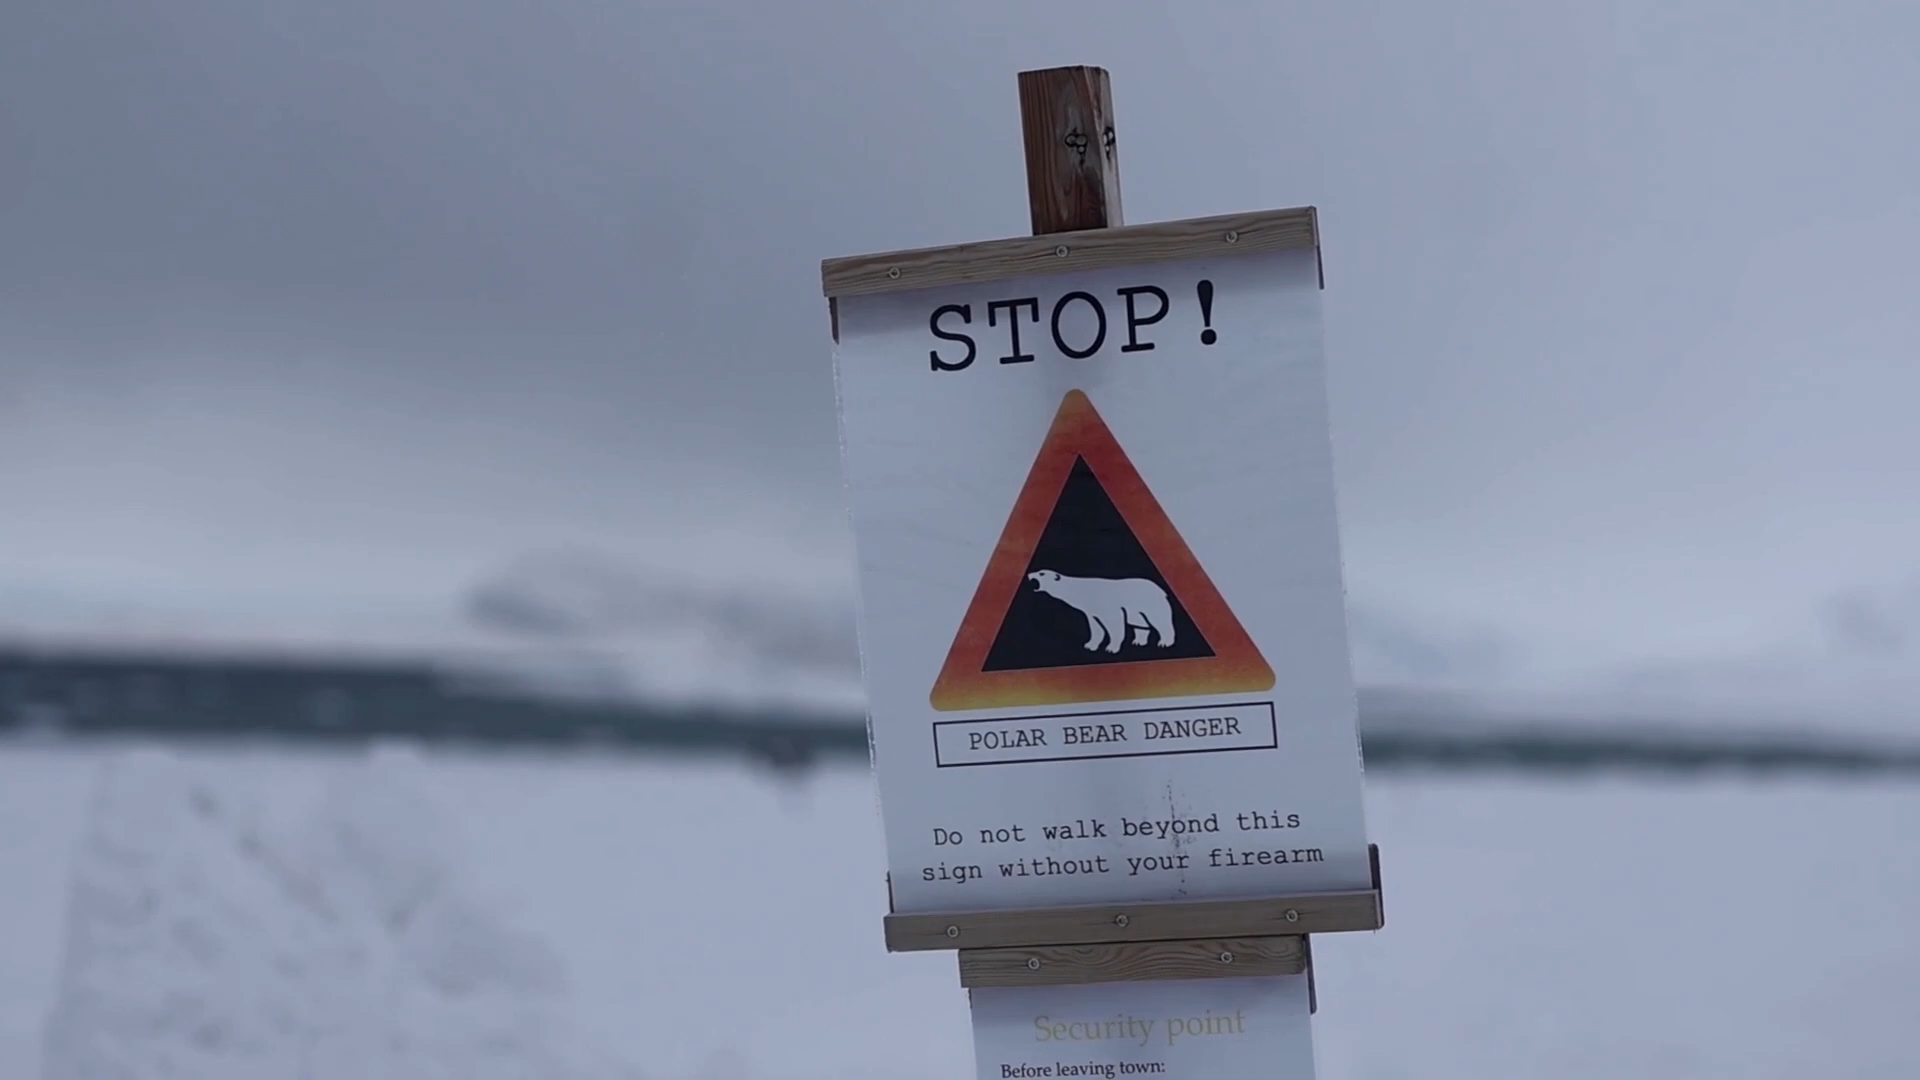 STOP!
POLAR BEAR DANGER
Do not walk beyond this
sign without your firearm
Security point
Before leaving town: